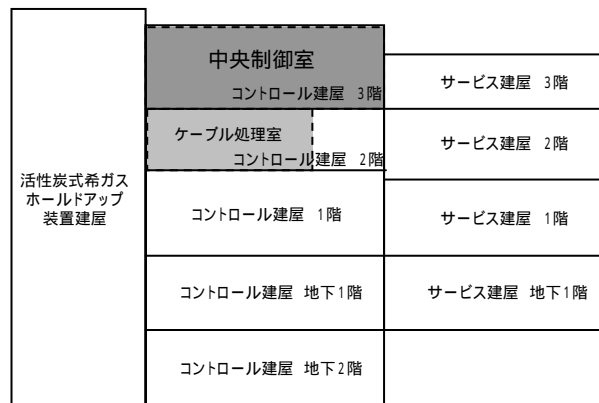 中央制御室
コントロール建屋 3階
サービス建屋 3階
ケーブル処理室
コントロール建屋 2階
サービス建屋 2階
活性炭式希ガス
ホールドアップ
装置建屋
コントロール建屋 1階
サービス建屋 1階
コントロール建屋 地下1階
サービス建屋 地下1階
コントロール建屋 地下2階